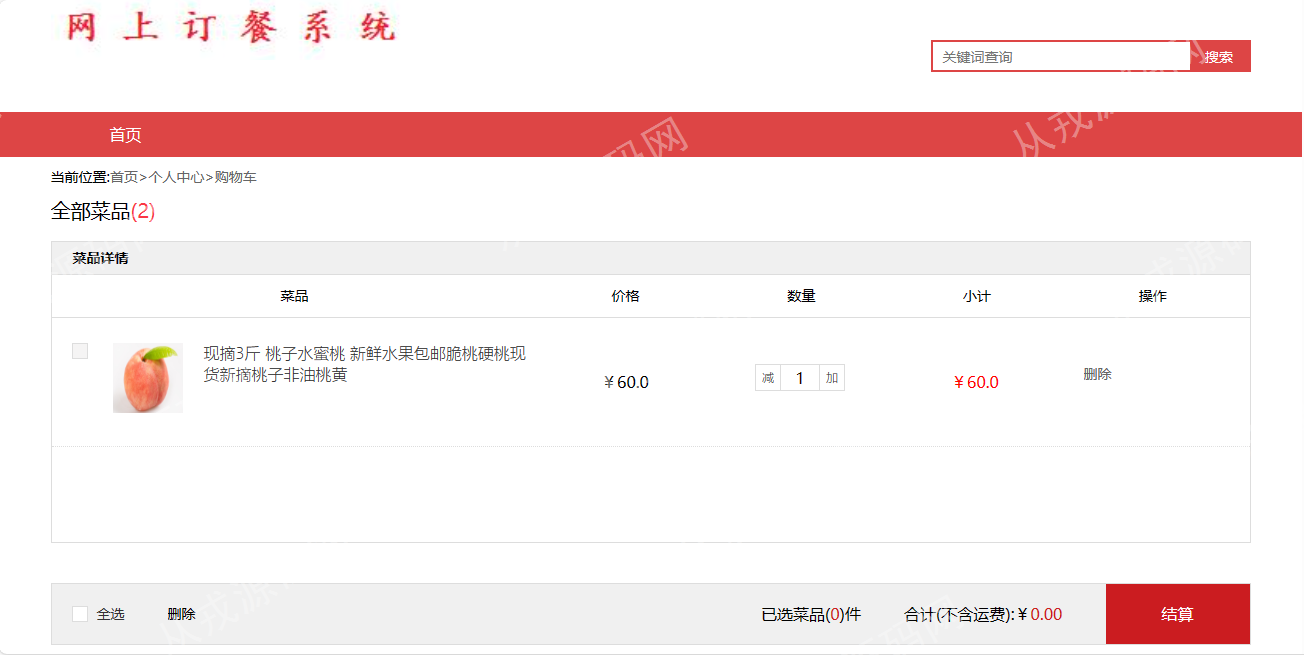 网上订餐系统
关键词查询 搜索
首页
当前位置:首页>个人中心>购物车
全部菜品(2)
菜品详情
菜品 价格 数量 小计 操作
现摘3斤 桃子水蜜桃 新鲜水果包邮脆桃硬桃现
货新摘桃子非油桃黄
¥60.0 减 1 加 ¥60.0 删除
全选 删除 已选菜品(0)件 合计(不含运费):¥0.00 结算
码网
从戎源
从戎源